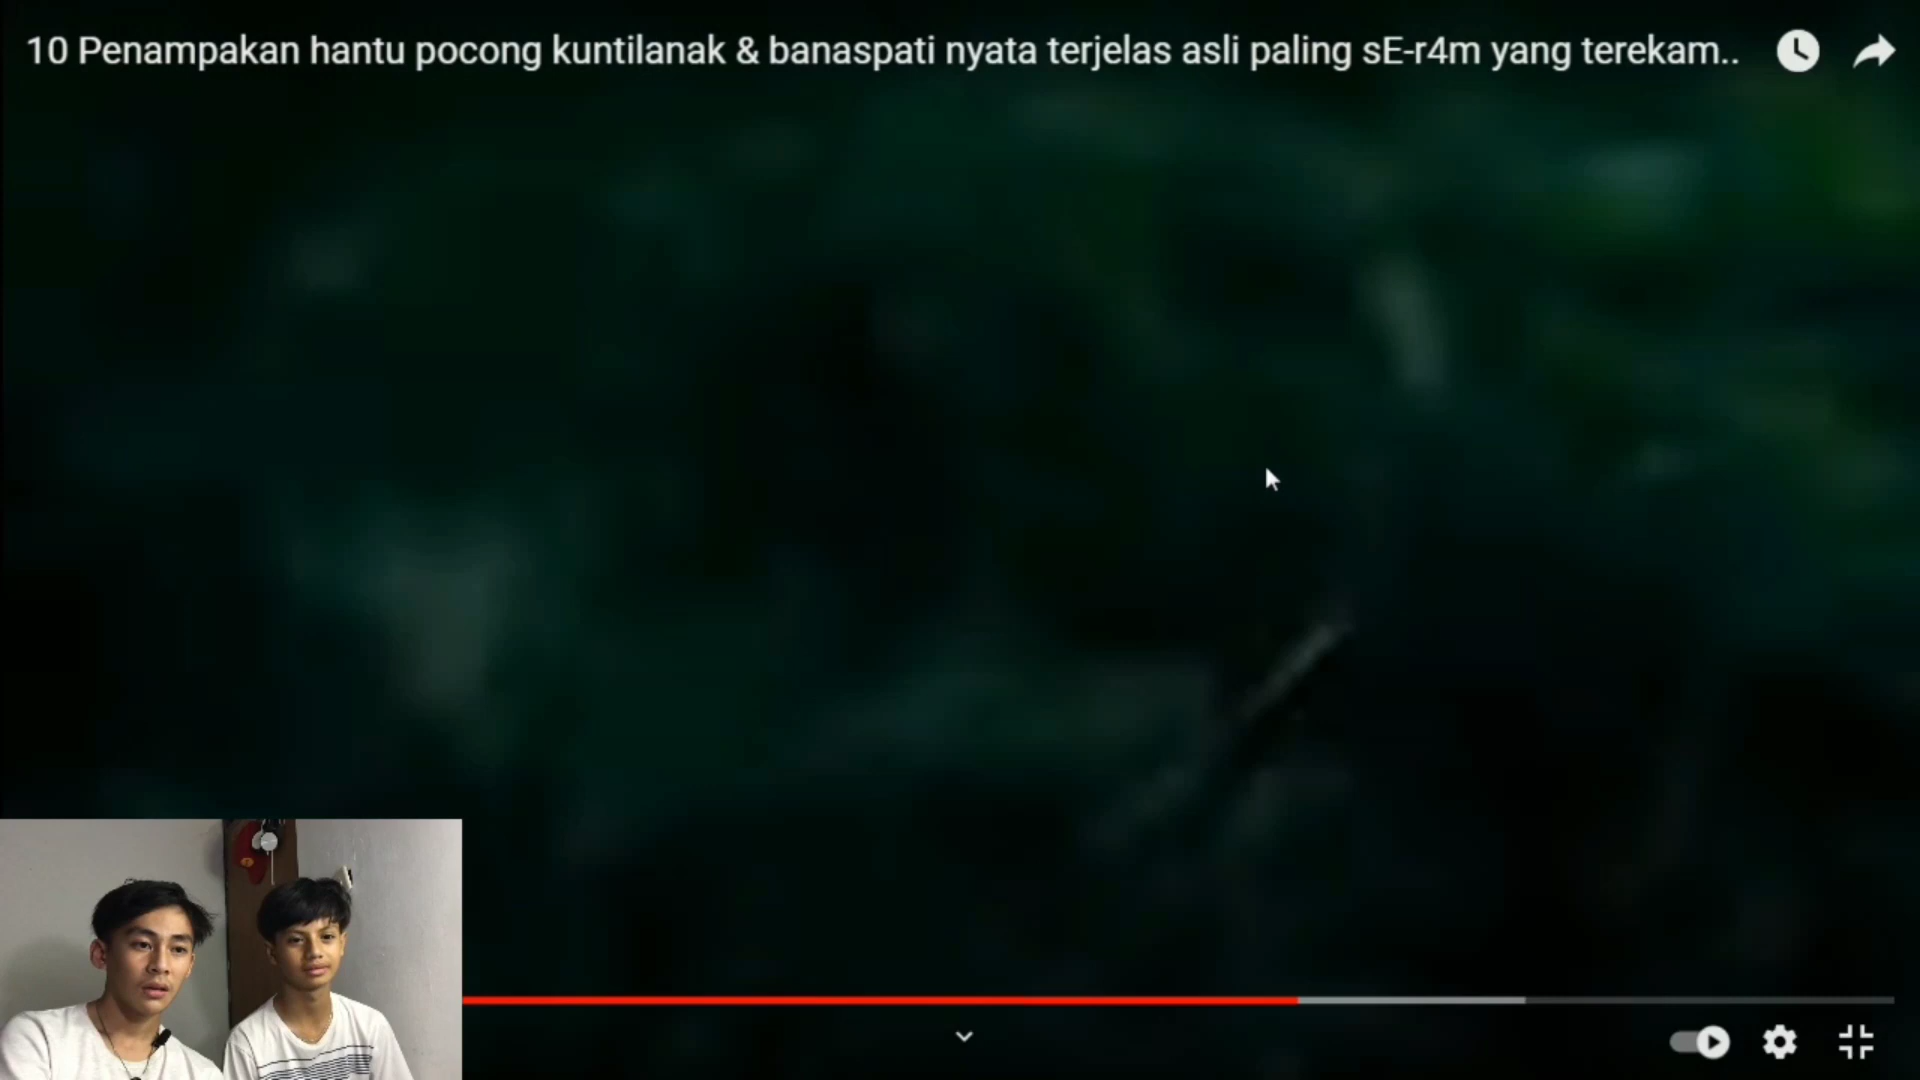 10 Penampakan hantu pocong kuntilanak & banaspati nyata terjelas asli paling sE-r4m yang terekam..